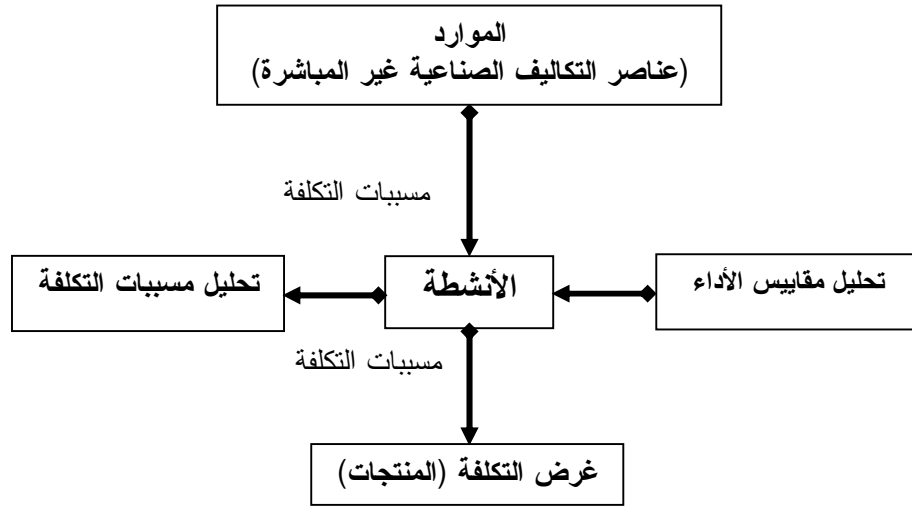 الموارد
(عناصر التكاليف الصناعية غير المباشرة)
مسببات التكلفة
تحليل مقاييس الأداء
الأنشطة
تحليل مسببات التكلفة
مسببات التكلفة
غرض التكلفة (المنتجات)